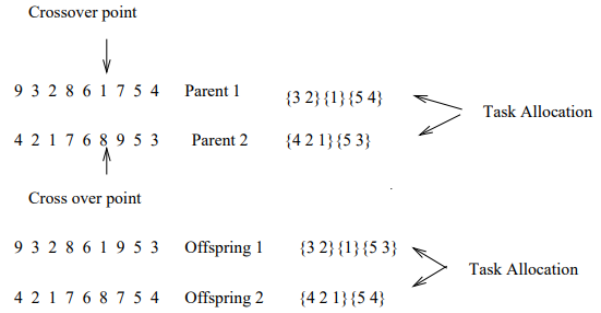 Crossover point
9 3 2 8 6 1 7 5 4 Parent 1 {3 2}{1}{5 4}
Task Allocation
4 2 1 7 6 8 9 5 3 Parent 2 {4 2 1}{5 3}
Cross over point
9 3 2 8 6 1 9 5 3 Offspring 1 {3 2}{1}{5 3}
Task Allocation
4 2 1 7 6 8 7 5 4 Offspring 2 {4 2 1}{5 4}